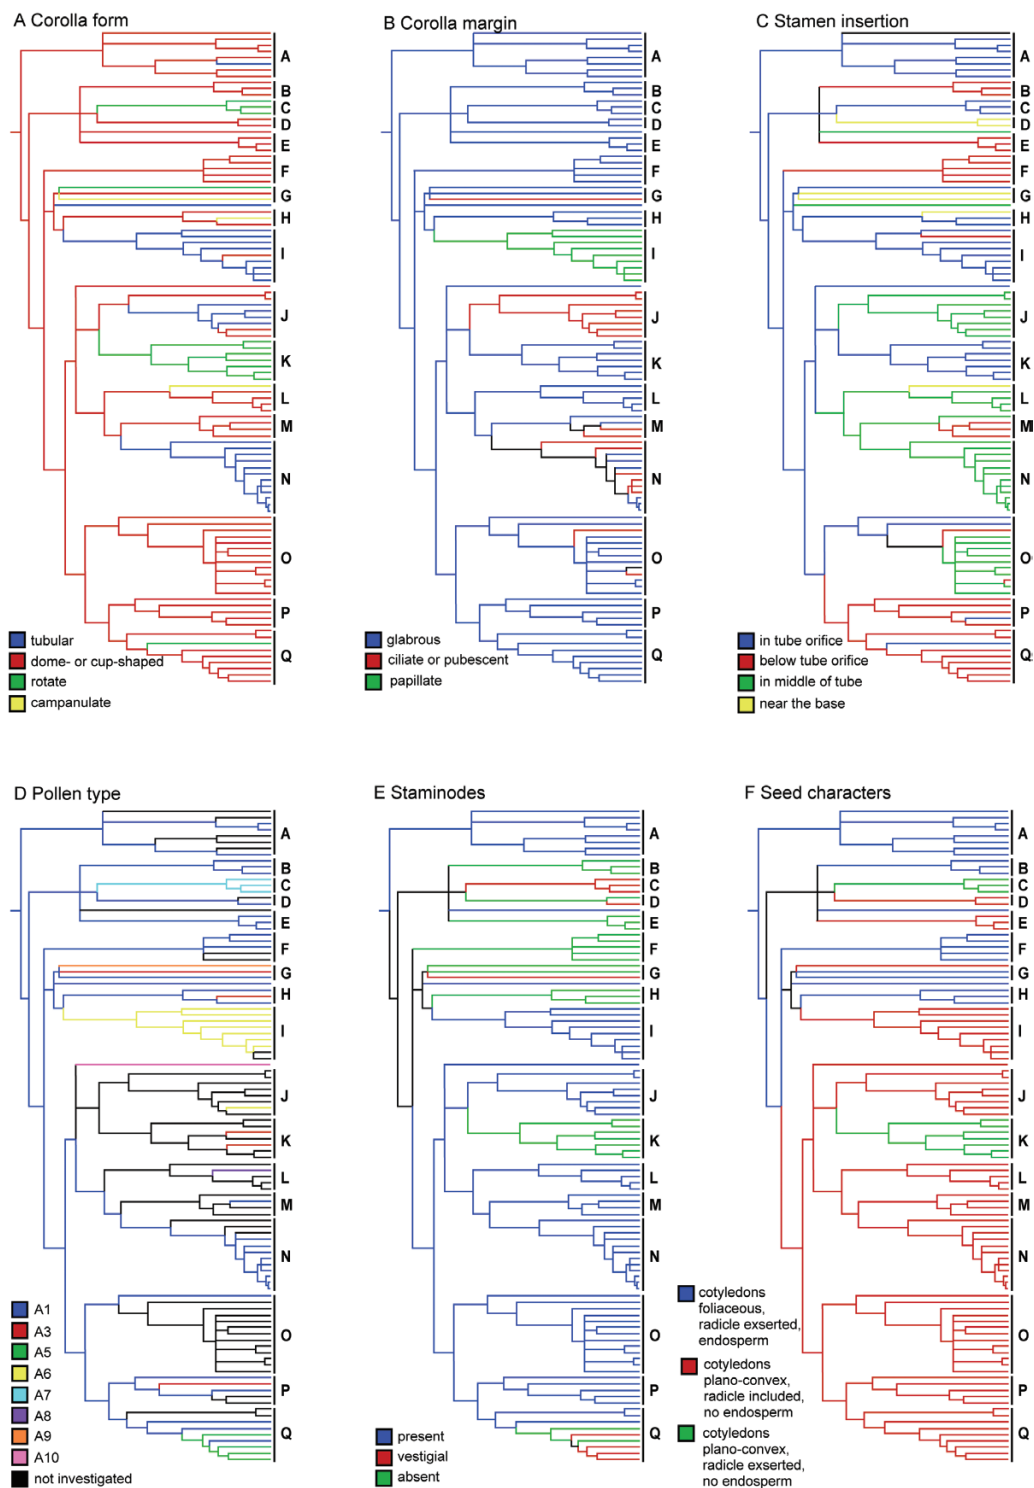 A Corolla form
A
B
C
D
E
F
G
H
I
J
K
L
M
N
O
P
Q
tubular
dome- or cup-shaped
rotate
campanulate
B Corolla margin
A
B
C
D
E
F
G
H
I
J
K
L
M
N
O
P
Q
glabrous
ciliate or pubescent
papillate
C Stamen insertion
A
B
C
D
E
F
G
H
I
J
K
L
M
N
O
P
Q
in tube orifice
below tube orifice
in middle of tube
near the base
D Pollen type
A
B
C
D
E
F
G
H
I
J
K
L
M
N
O
P
Q
A1
A3
A5
A6
A7
A8
A9
A10
not investigated
E Staminodes
A
B
C
D
E
F
G
H
I
J
K
L
M
N
O
P
Q
present
vestigial
absent
F Seed characters
A
B
C
D
E
F
G
H
I
J
K
L
M
N
O
P
Q
cotyledons
foliaceous,
radicle exserted,
endosperm
cotyledons
plano-convex,
radicle included,
no endosperm
cotyledons
plano-convex,
radicle exserted,
no endosperm